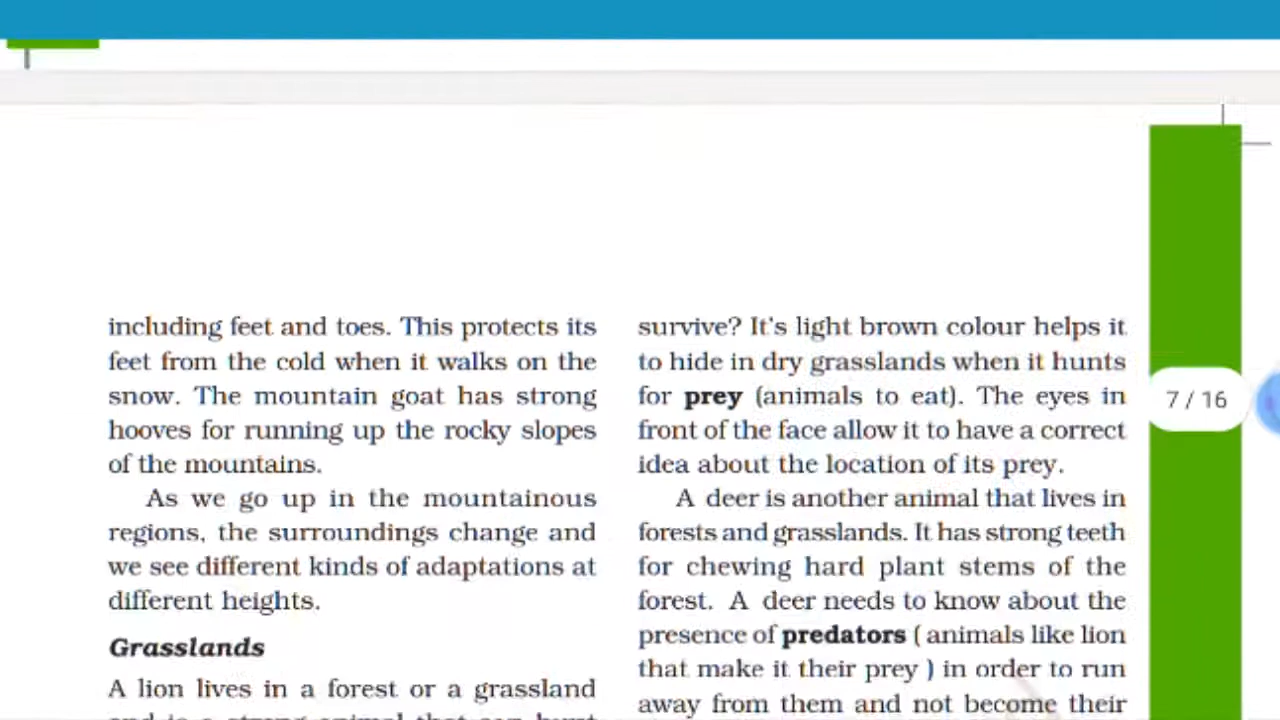 including feet and toes. This protects its
feet from the cold when it walks on the
snow. The mountain goat has strong
hooves for running up the rocky slopes
of the mountains.
As we go up in the mountainous
regions, the surroundings change and
we see different kinds of adaptations at
different heights.
Grasslands
A lion lives in a forest or a grassland
and is a strong animal that can hunt
survive? It's light brown colour helps it
to hide in dry grasslands when it hunts
for prey (animals to eat). The eyes in
front of the face allow it to have a correct
idea about the location of its prey.
A deer is another animal that lives in
forests and grasslands. It has strong teeth
for chewing hard plant stems of the
forest. A deer needs to know about the
presence of predators ( animals like lion
that make it their prey ) in order to run
away from them and not become their
7 / 16